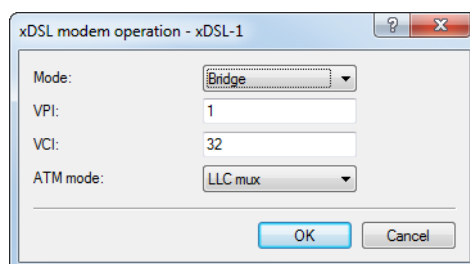 xDSL modem operation - xDSL-1
?
Mode: Bridge
VPI: 1
VCI: 32
ATM mode: LLC mux
OK Cancel